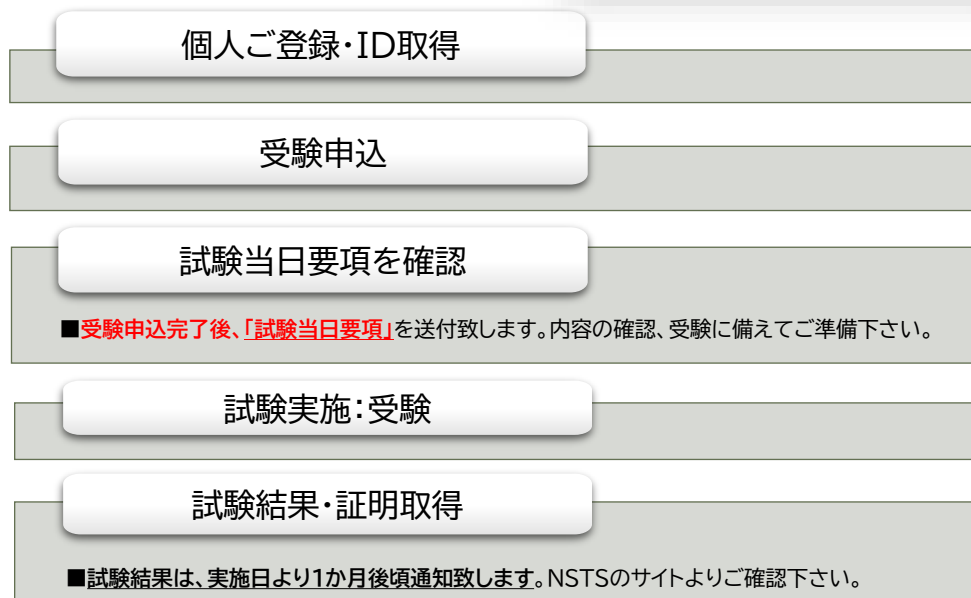 個人ご登録・ID取得
受験申込
試験当日要項を確認
■受験申込完了後、「試験当日要項」を送付致します。内容の確認、受験に備えてご準備下さい。
試験実施：受験
試験結果・証明取得
■試験結果は、実施日より1か月後頃通知致します。NSTSのサイトよりご確認下さい。